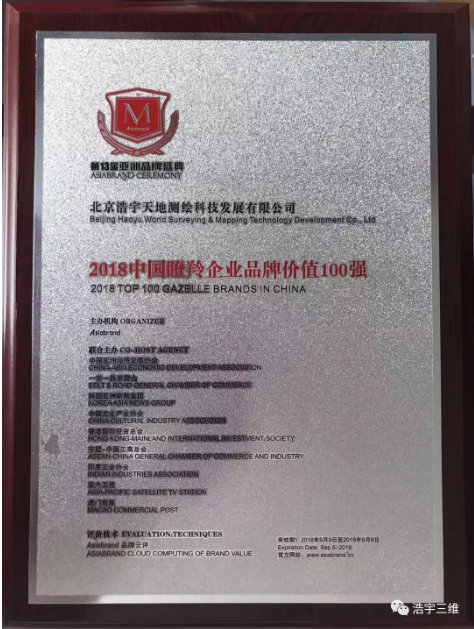 M
Asiabrand
第13届亚洲品牌盛典
ASIABRAND CEREMONY
北京浩宇天地测绘科技发展有限公司
Beijing Haoyu World Surveying & Mapping Technology Development Co., Ltd
2018中国瞪羚企业品牌价值100强
2018 TOP 100 GAZELLE BRANDS IN CHINA
主办机构 ORGANIZER
Asiabrand
联合主办 CO-HOST AGENCY
中国亚洲经济发展协会
CHINA-ASIA ECONOMIC DEVELOPMENT ASSOCIATION
一带一路总商会
BELT & ROAD GENERAL CHAMBER OF COMMERCE
韩国亚洲新闻集团
KOREA ASIA NEWS GROUP
中国文化产业协会
CHINA CULTURAL INDUSTRY ASSOCIATION
香港国际投资总会
HONG KONG-MAINLAND INTERNATIONAL INVESTMENT SOCIETY
东盟-中国工商总会
ASEAN-CHINA GENERAL CHAMBER OF COMMERCE AND INDUSTRY
印度工业协会
INDIAN INDUSTRIES ASSOCIATION
亚太卫视
ASIA-PACIFIC SATELLITE TV STATION
澳门商报
MACAO COMMERCIAL POST
评价技术 EVALUATION TECHNIQUES
Asiabrand 品牌云评
ASIABRAND CLOUD COMPUTING OF BRAND VALUE
有效期：2018年9月9日至2019年9月8日
Expiration Date: Sep.8, 2019
官方网站：www.asiabrand.cn
浩宇三维